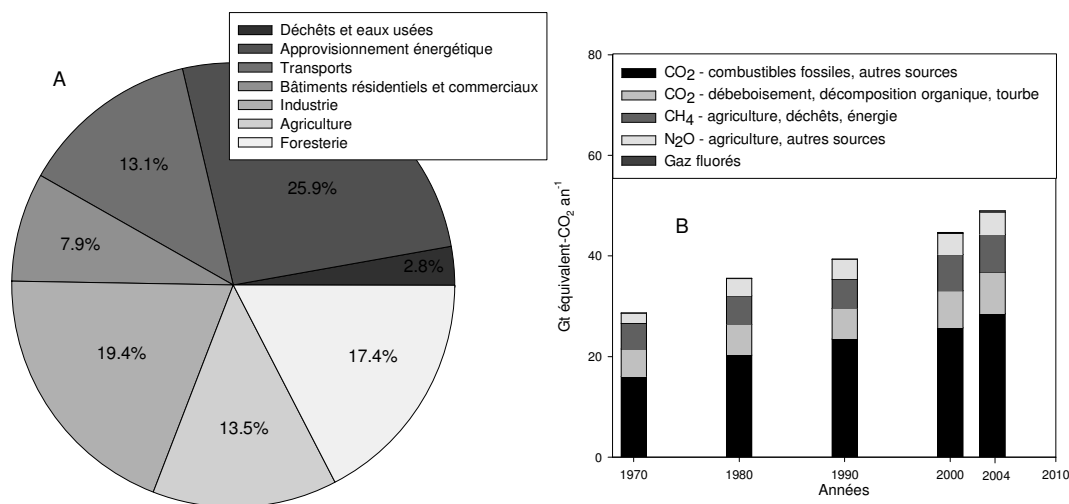 A
Déchêts et eaux usées
Approvisionnement énergétique
Transports
Bâtiments résidentiels et commerciaux
Industrie
Agriculture
Foresterie
13.1%
25.9%
7.9%
2.8%
19.4%
17.4%
13.5%
80
60
40
20
0
Gt équivalent-CO2 an-1
CO2 - combustibles fossiles, autres sources
CO2 - débeboisement, décomposition organique, tourbe
CH4 - agriculture, déchêts, énergie
N2O - agriculture, autres sources
Gaz fluorés
B
1970
1980
1990
2000
2004
2010
Années